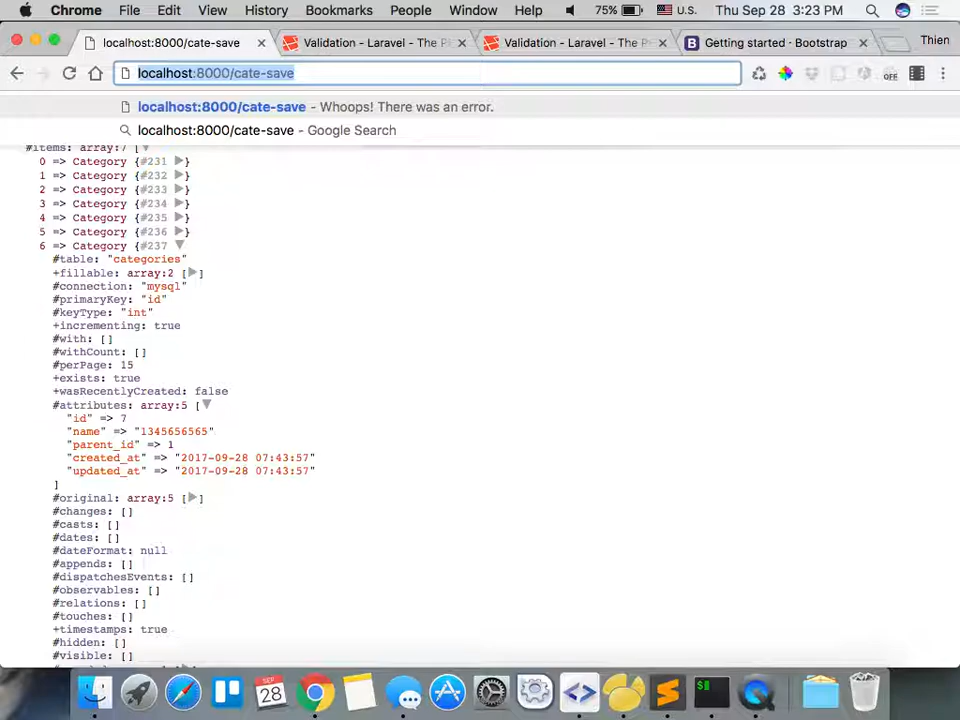 Chrome File Edit View History Bookmarks People Window Help 75% U.S. Thu Sep 28 3:23 PM
localhost:8000/cate-save Validation - Laravel - The P Validation - Laravel - The P Getting started · Bootstrap Thien
localhost:8000/cate-save OFF
localhost:8000/cate-save - Whoops! There was an error.
localhost:8000/cate-save - Google Search
#items: array:7 [
0 => Category {#231 }
1 => Category {#232 }
2 => Category {#233 }
3 => Category {#234 }
4 => Category {#235 }
5 => Category {#236 }
6 => Category {#237
#table: "categories"
+fillable: array:2 [ ]
#connection: "mysql"
#primaryKey: "id"
#keyType: "int"
+incrementing: true
#with: []
#withCount: []
#perPage: 15
+exists: true
+wasRecentlyCreated: false
#attributes: array:5 [
"id" => 7
"name" => "1345656565"
"parent_id" => 1
"created_at" => "2017-09-28 07:43:57"
"updated_at" => "2017-09-28 07:43:57"
]
#original: array:5 [ ]
#changes: []
#casts: []
#dates: []
#dateFormat: null
#appends: []
#dispatchesEvents: []
#observables: []
#relations: []
#touches: []
+timestamps: true
#hidden: []
#visible: []
SEP
28